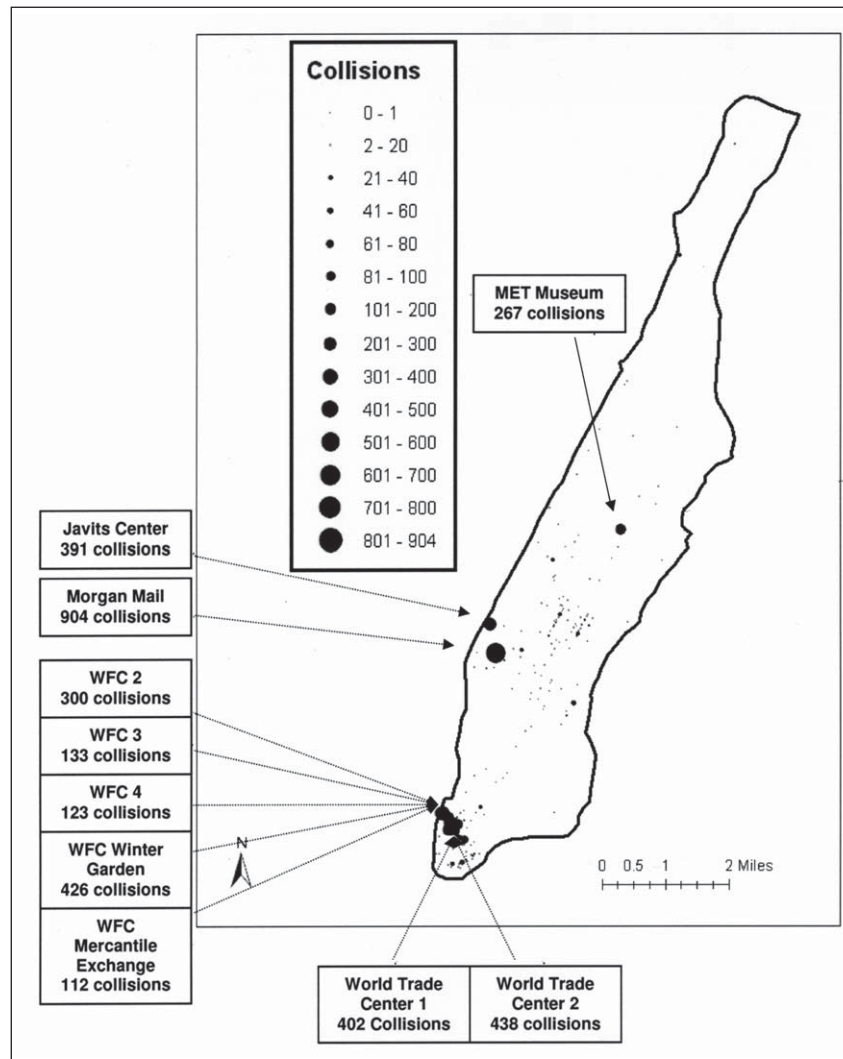 Collisions
0 - 1
2 - 20
21 - 40
41 - 60
61 - 80
81 - 100
101 - 200
201 - 300
301 - 400
401 - 500
501 - 600
601 - 700
701 - 800
801 - 904
MET Museum
267 collisions
Javits Center
391 collisions
Morgan Mail
904 collisions
WFC 2
300 collisions
WFC 3
133 collisions
WFC 4
123 collisions
WFC Winter
Garden
426 collisions
WFC
Mercantile
Exchange
112 collisions
N
0 0.5 1 2 Miles
World Trade
Center 1
402 Collisions
World Trade
Center 2
438 collisions